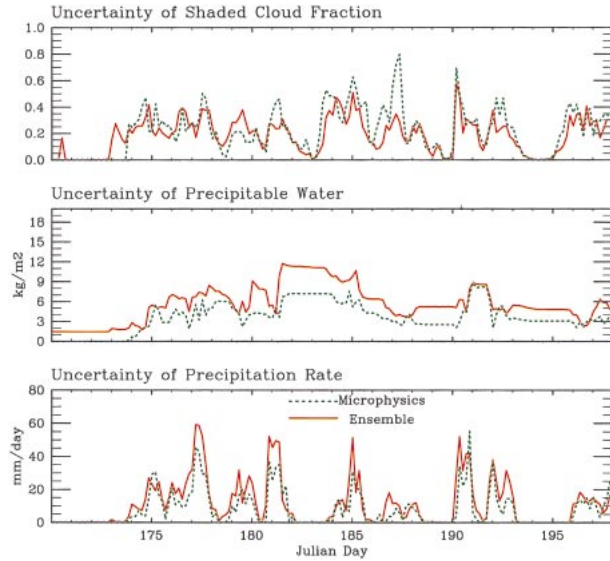 Uncertainty of Shaded Cloud Fraction
1.0
0.8
0.6
0.4
0.2
0.0
Uncertainty of Precipitable Water
kg/m2
18
15
12
9
6
3
0
Uncertainty of Precipitation Rate
mm/day
80
60
40
20
0
Microphysics
Ensemble
175 180 185 190 195
Julian Day